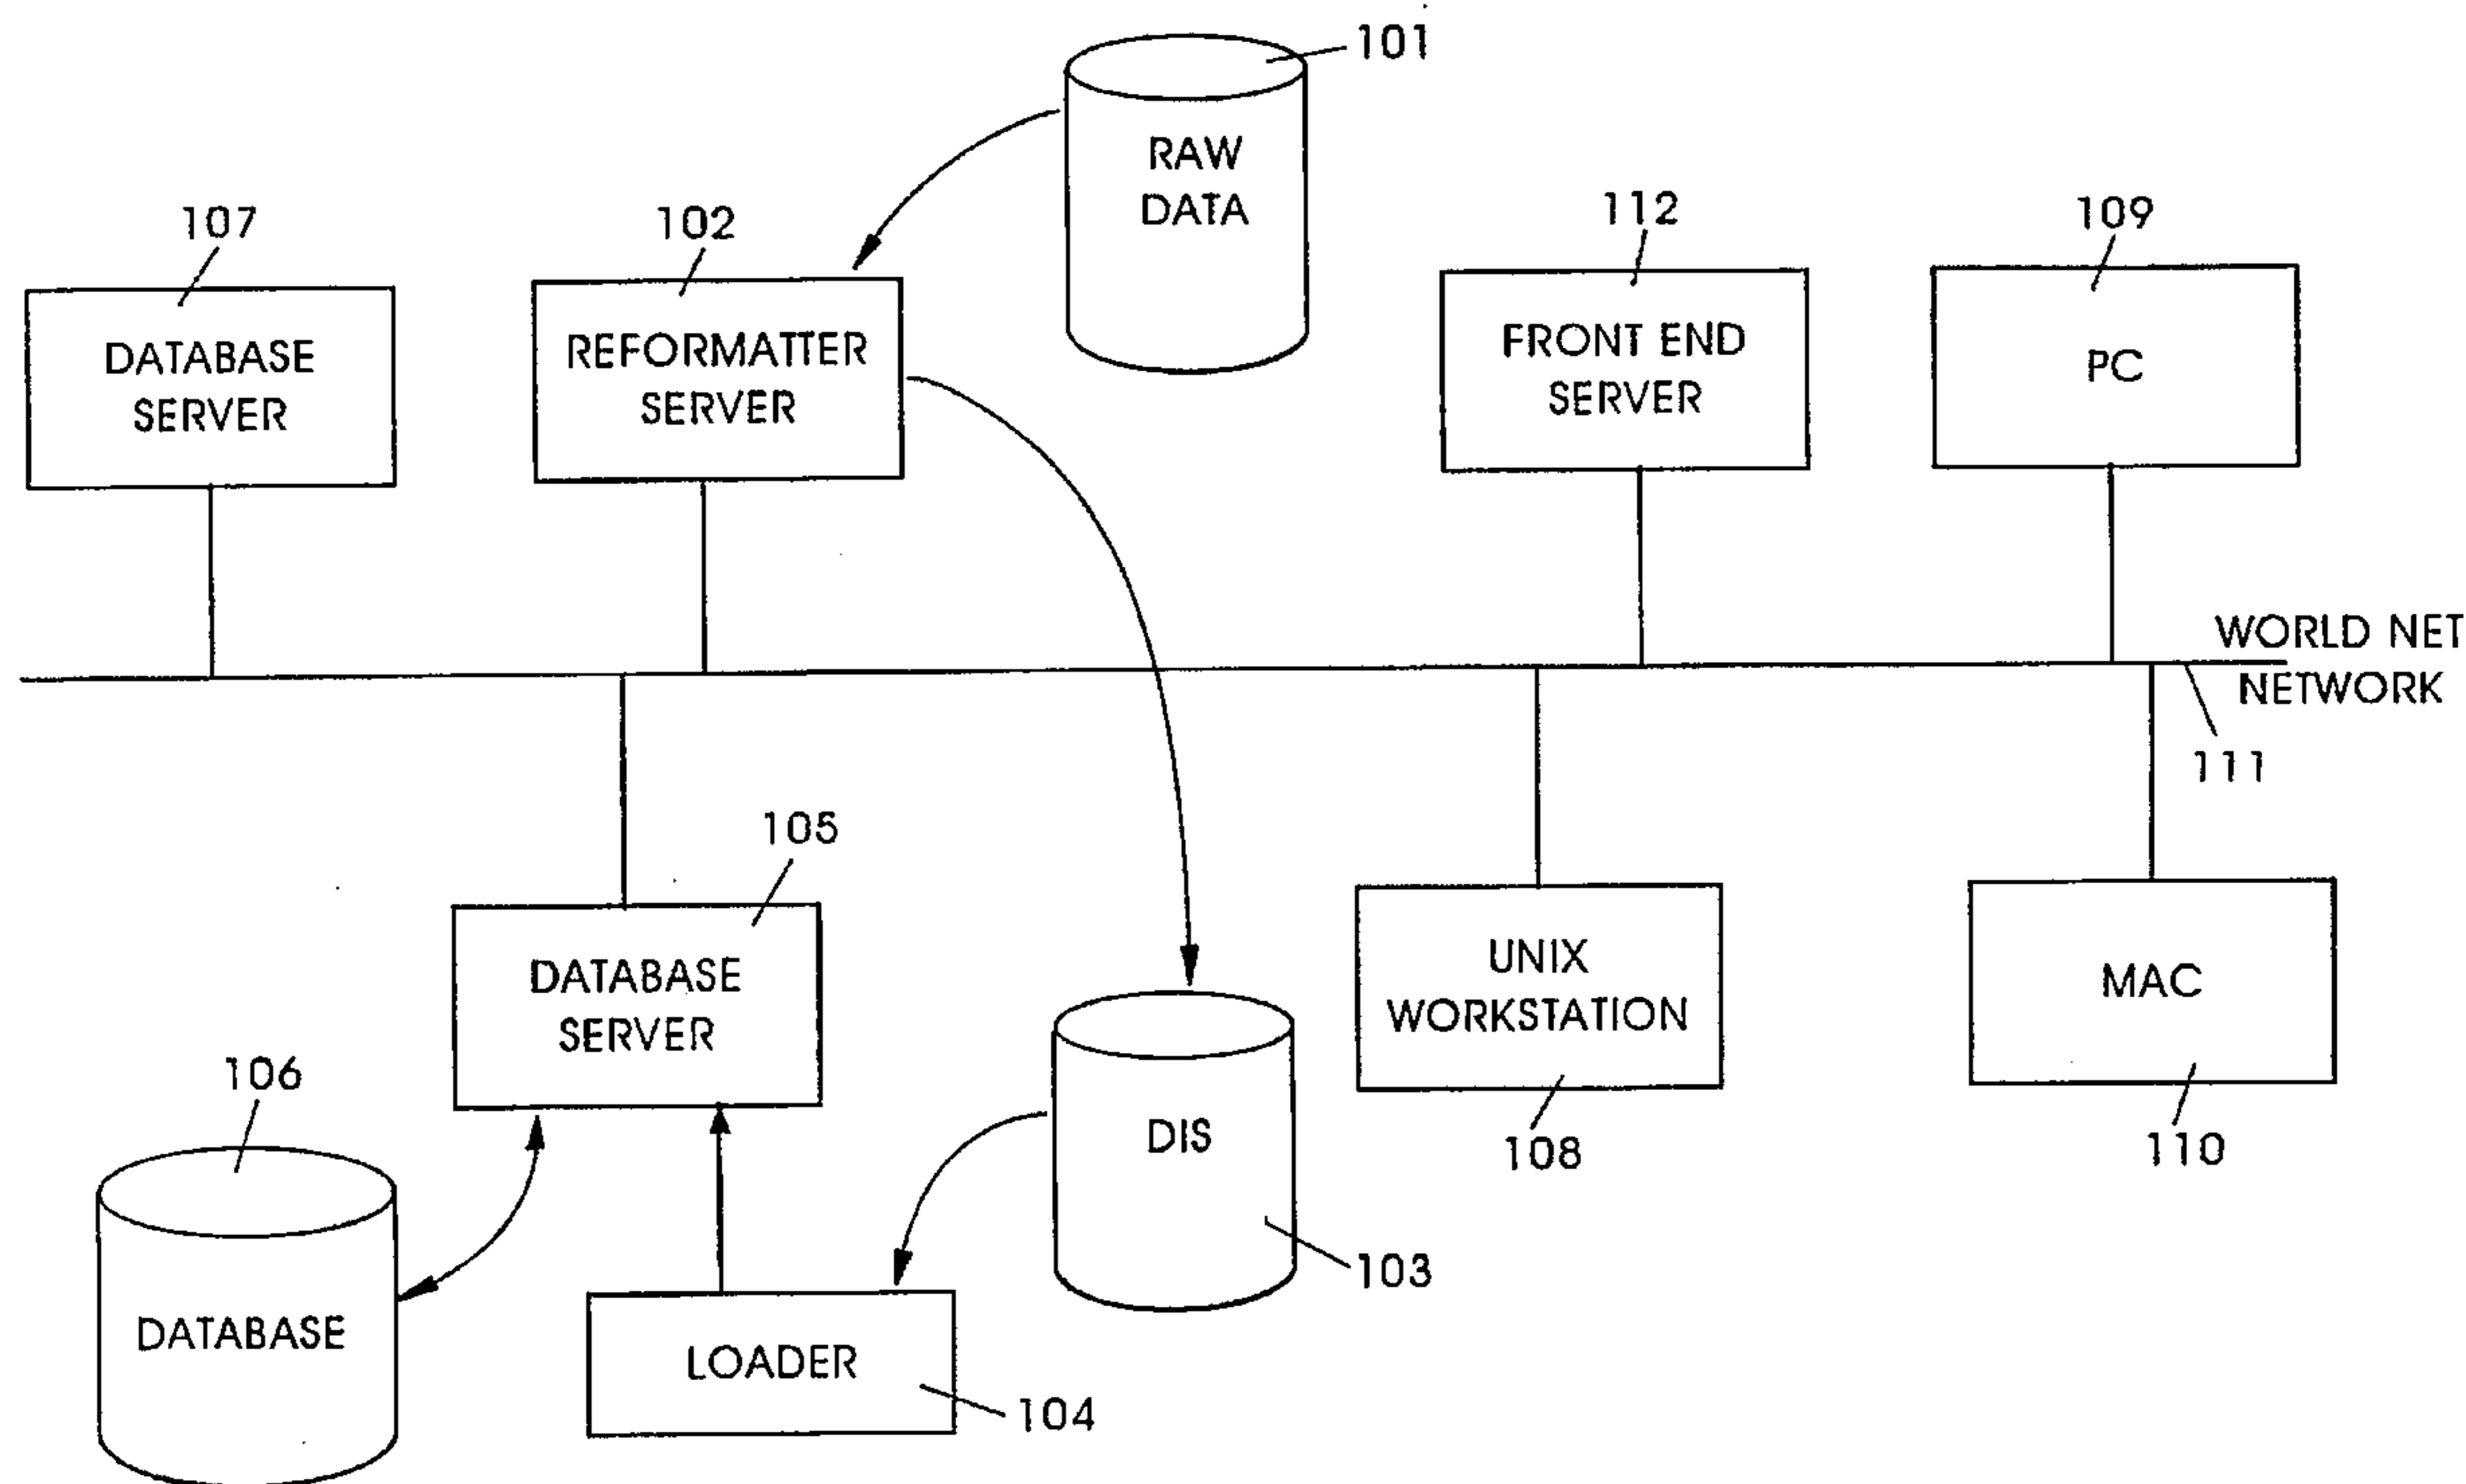 101
RAW
DATA
107
102
112
109
DATABASE
SERVER
REFORMATTER
SERVER
FRONT END
SERVER
PC
WORLD NET
NETWORK
111
105
DATABASE
SERVER
UNIX
WORKSTATION
MAC
106
DIS
108
110
DATABASE
LOADER
103
104